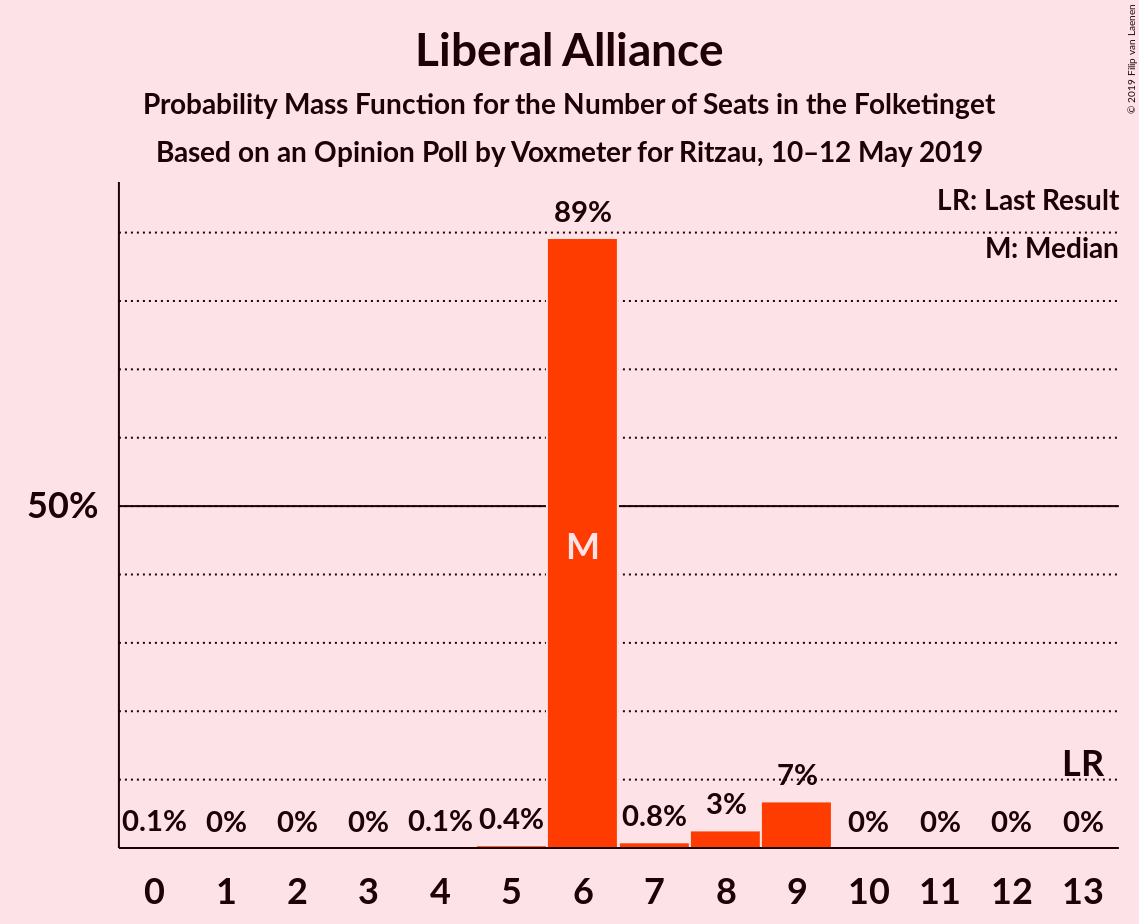 Liberal Alliance
Probability Mass Function for the Number of Seats in the Folketinget
Based on an Opinion Poll by Voxmeter for Ritzau, 10–12 May 2019
© 2019 Filip van Laenen
LR: Last Result
M: Median
89%
50%
M
LR
0.1% 0% 0% 0% 0.1% 0.4% 0.8% 3% 7% 0% 0% 0% 0%
0 1 2 3 4 5 6 7 8 9 10 11 12 13